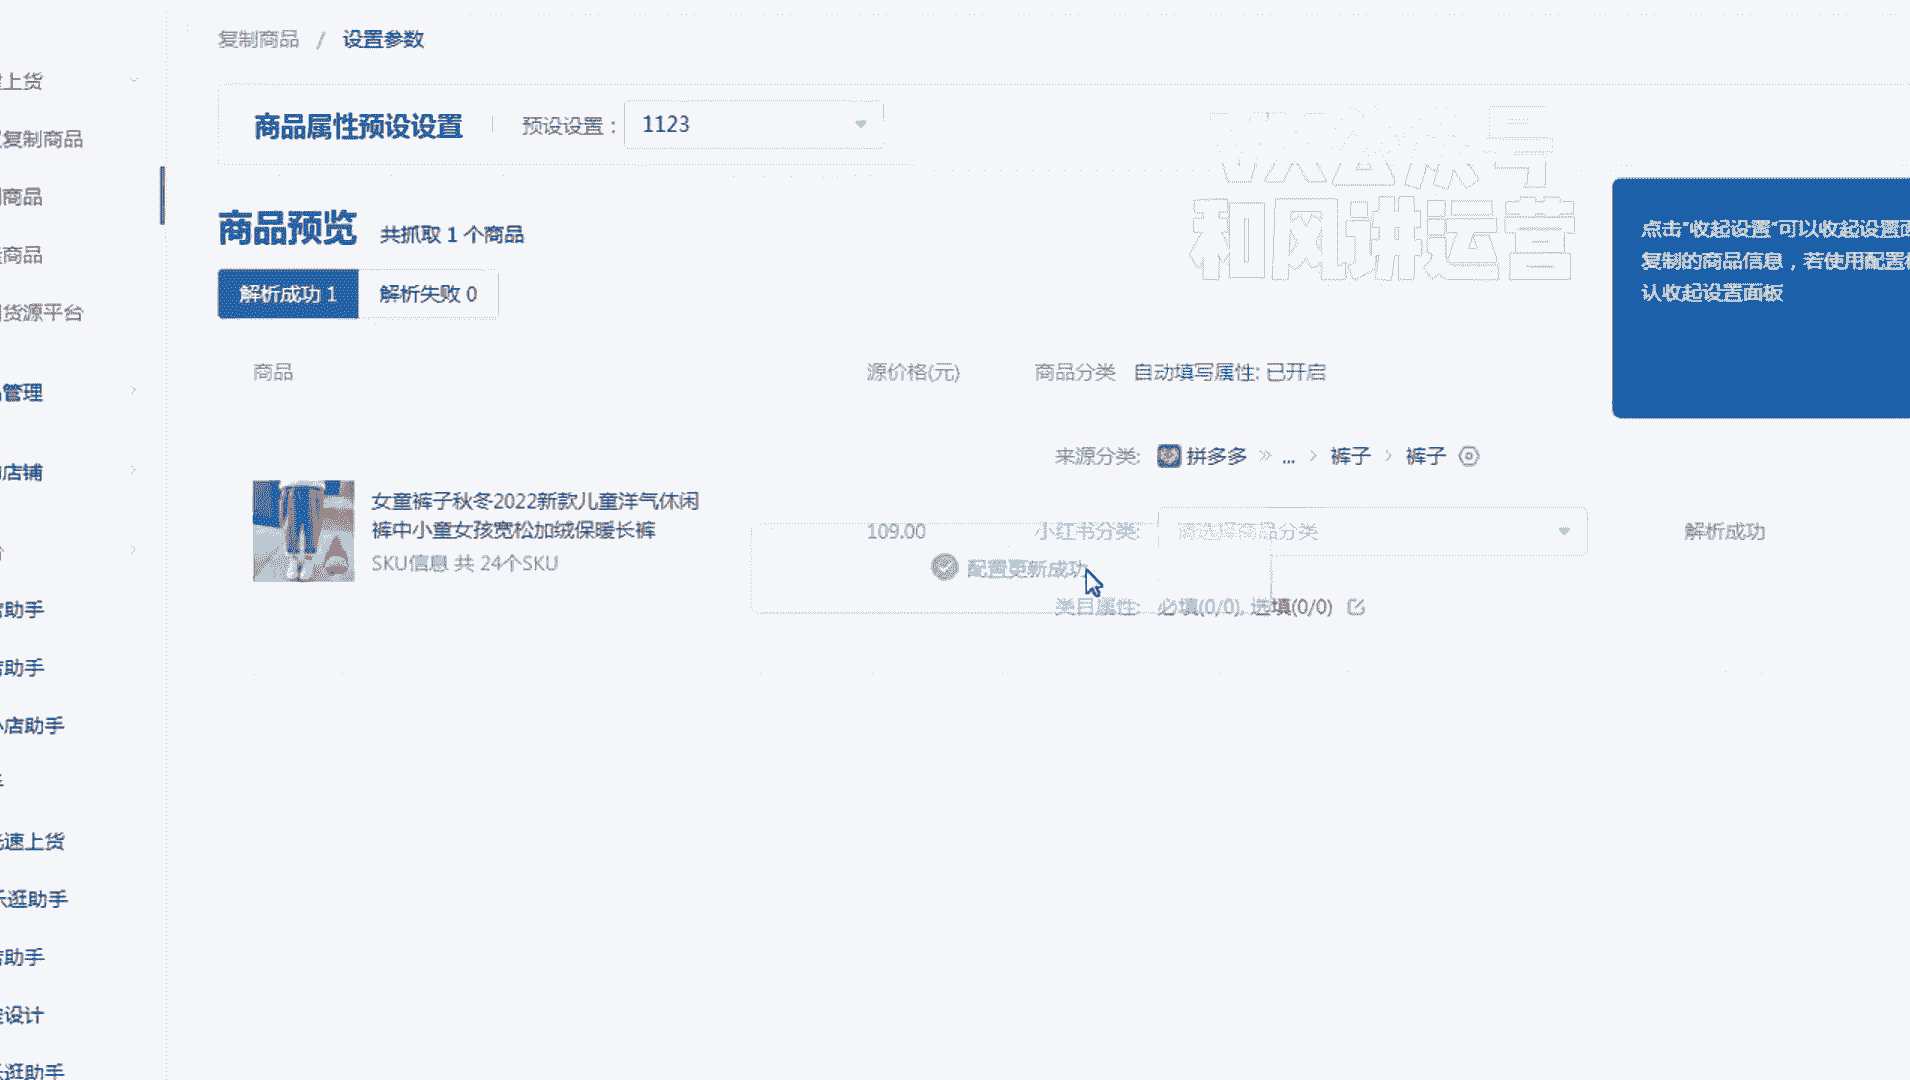 复制商品 / 设置参数
上货
复制商品
商品
商品
货源平台
管理
店铺
助手
助手
店助手
速上货
逛助手
助手
设计
逛助手
商品属性预设设置 预设设置： 1123
VX公众号
和风讲运营
商品预览 共抓取 1 个商品
解析成功 1 解析失败 0
点击“收起设置”可以收起设置面
复制的商品信息，若使用配置
认收起设置面板
商品 源价格(元) 商品分类 自动填写属性: 已开启
来源分类: 拼多多 » ... > 裤子 > 裤子
女童裤子秋冬2022新款儿童洋气休闲
裤中小童女孩宽松加绒保暖长裤
SKU信息 共 24个SKU
109.00
小红书分类: 请选择商品分类
解析成功
配置更新成功
类目属性: 必填(0/0), 选填(0/0)